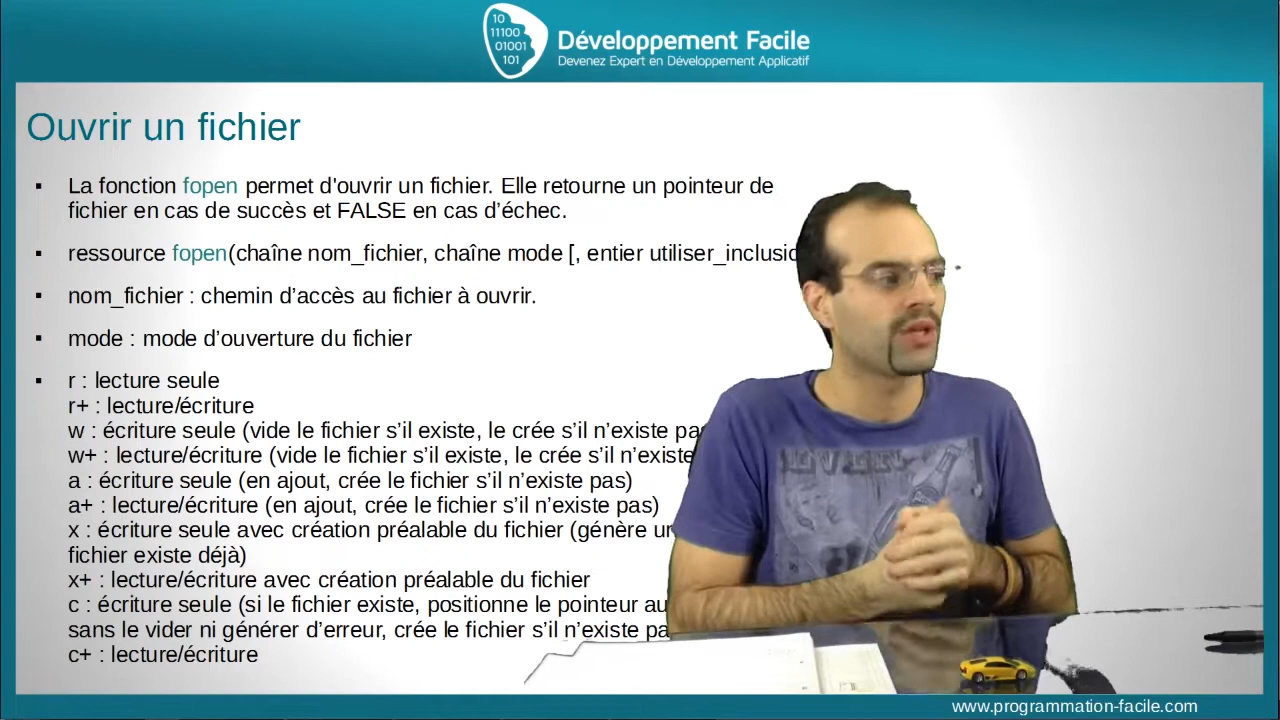 10
11100
01001
101
Développement Facile
Devenez Expert en Développement Applicatif
Ouvrir un fichier
La fonction fopen permet d'ouvrir un fichier. Elle retourne un pointeur de
fichier en cas de succès et FALSE en cas d’échec.
ressource fopen(chaîne nom_fichier, chaîne mode [, entier
nom_fichier : chemin d’accès au fichier à ouvrir.
mode : mode d’ouverture du fichier
r : lecture seule
r+ : lecture/écriture
w : écriture seule (vide le fichier s’il existe, le crée s’il n’existe
w+ : lecture/écriture (vide le fichier s’il existe, le crée s’il n’existe
a : écriture seule (en ajout, crée le fichier s’il n’existe pas)
a+ : lecture/écriture (en ajout, crée le fichier s’il n’existe pas)
x : écriture seule avec création préalable du fichier (génère
fichier existe déjà)
x+ : lecture/écriture avec création préalable du fichier
c : écriture seule (si le fichier existe, positionne le pointeur au
sans le vider ni générer d’erreur, crée le fichier s’il n’existe
c+ : lecture/écriture
www.programmation-facile.com